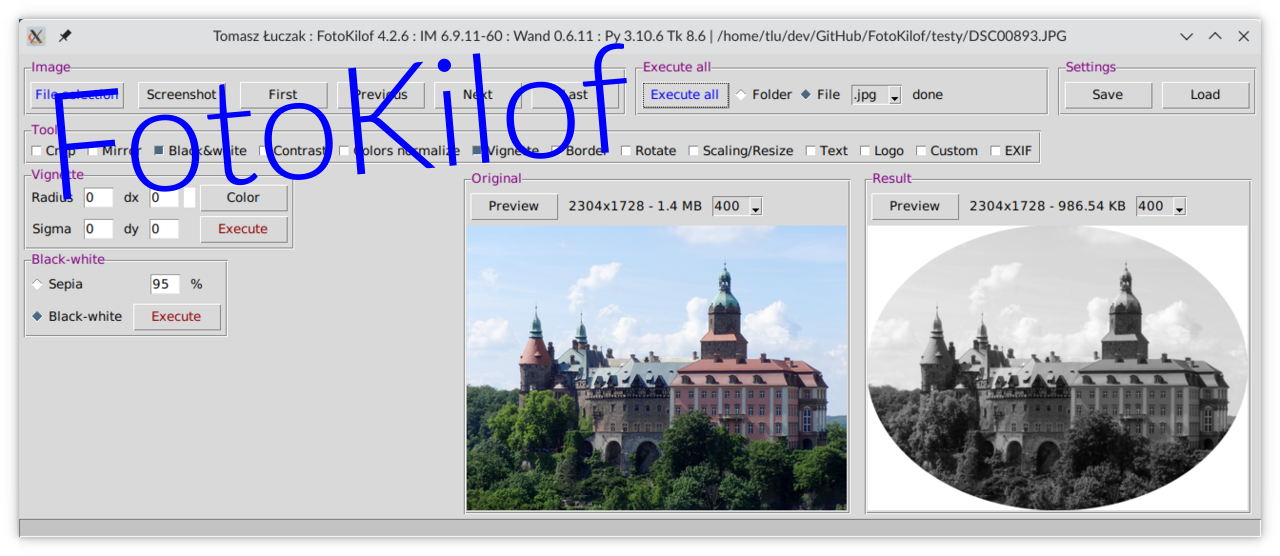 Tomasz Łuczak : FotoKilof 4.2.6 : IM 6.9.11-60 : Wand 0.6.11 : Py 3.10.6 Tk 8.6 | /home/tlu/dev/GitHub/FotoKilof/testy/DSC00893.JPG
FotoKilof
Image
File selection Screenshot First Previous Next Last
Execute all
Execute all Folder File .jpg done
Settings
Save Load
Tools
Crop Mirror Black&white Contrast Colors normalize Vignette Border Rotate Scaling/Resize Text Logo Custom EXIF
Vignette
Radius 0 dx 0 Color
Sigma 0 dy 0 Execute
Black-white
Sepia 95 %
Black-white Execute
Original
Preview 2304x1728 - 1.4 MB 400
Result
Preview 2304x1728 - 986.54 KB 400